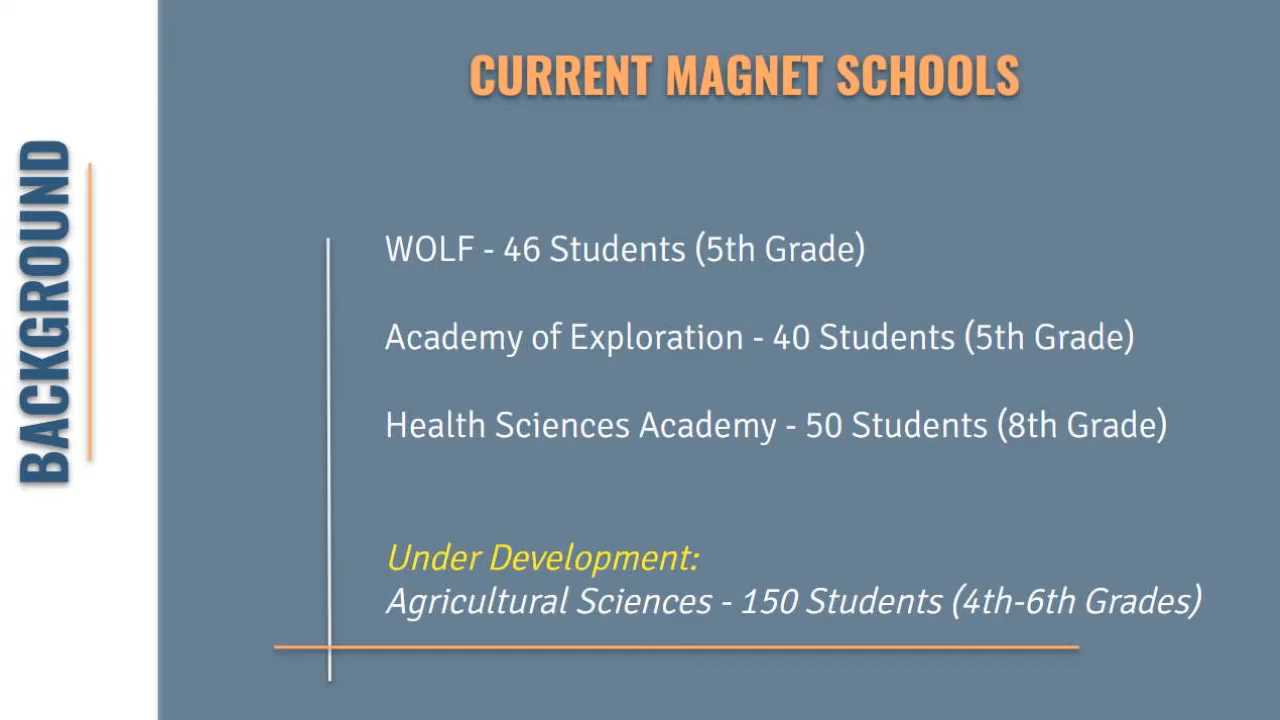 BACKGROUND
CURRENT MAGNET SCHOOLS
WOLF - 46 Students (5th Grade)
Academy of Exploration - 40 Students (5th Grade)
Health Sciences Academy - 50 Students (8th Grade)
Under Development:
Agricultural Sciences - 150 Students (4th-6th Grades)